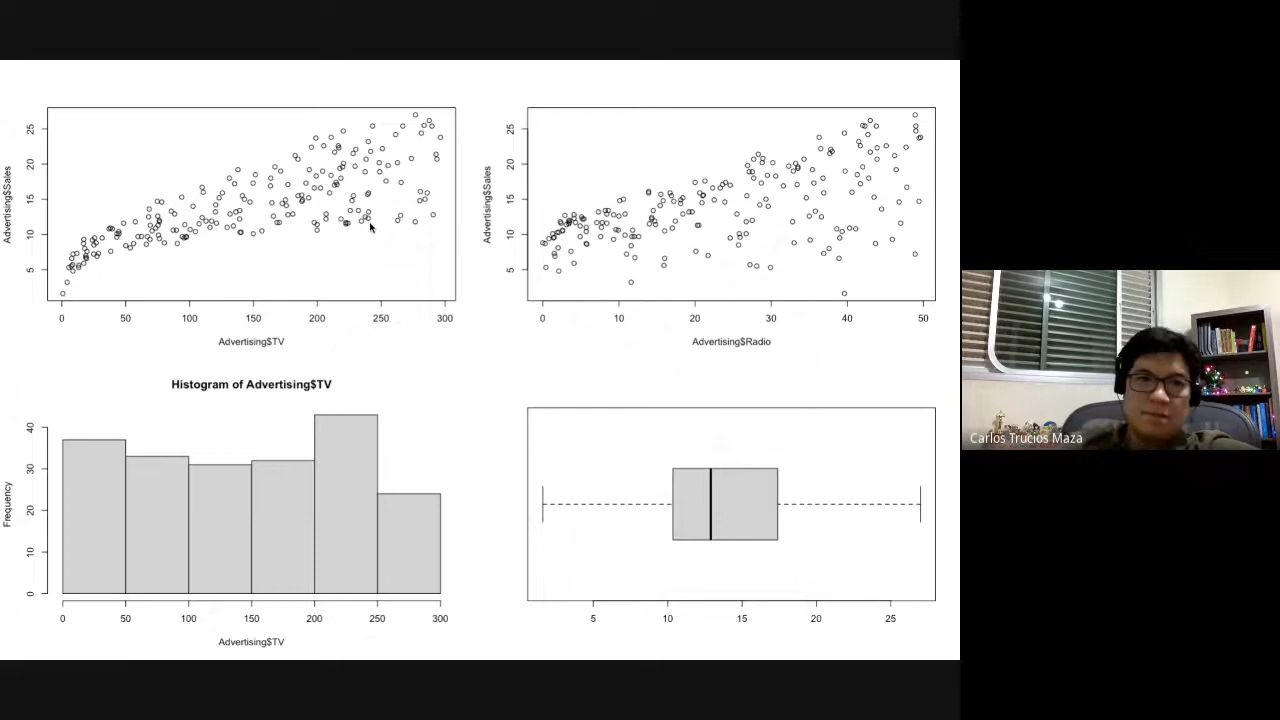 Advertising$Sales
5 10 15 20 25
0 50 100 150 200 250 300
Advertising$TV
Advertising$Sales
5 10 15 20 25
0 10 20 30 40 50
Advertising$Radio
Histogram of Advertising$TV
Frequency
0 10 20 30 40
0 50 100 150 200 250 300
Advertising$TV
5 10 15 20 25
Carlos Trucios Maza